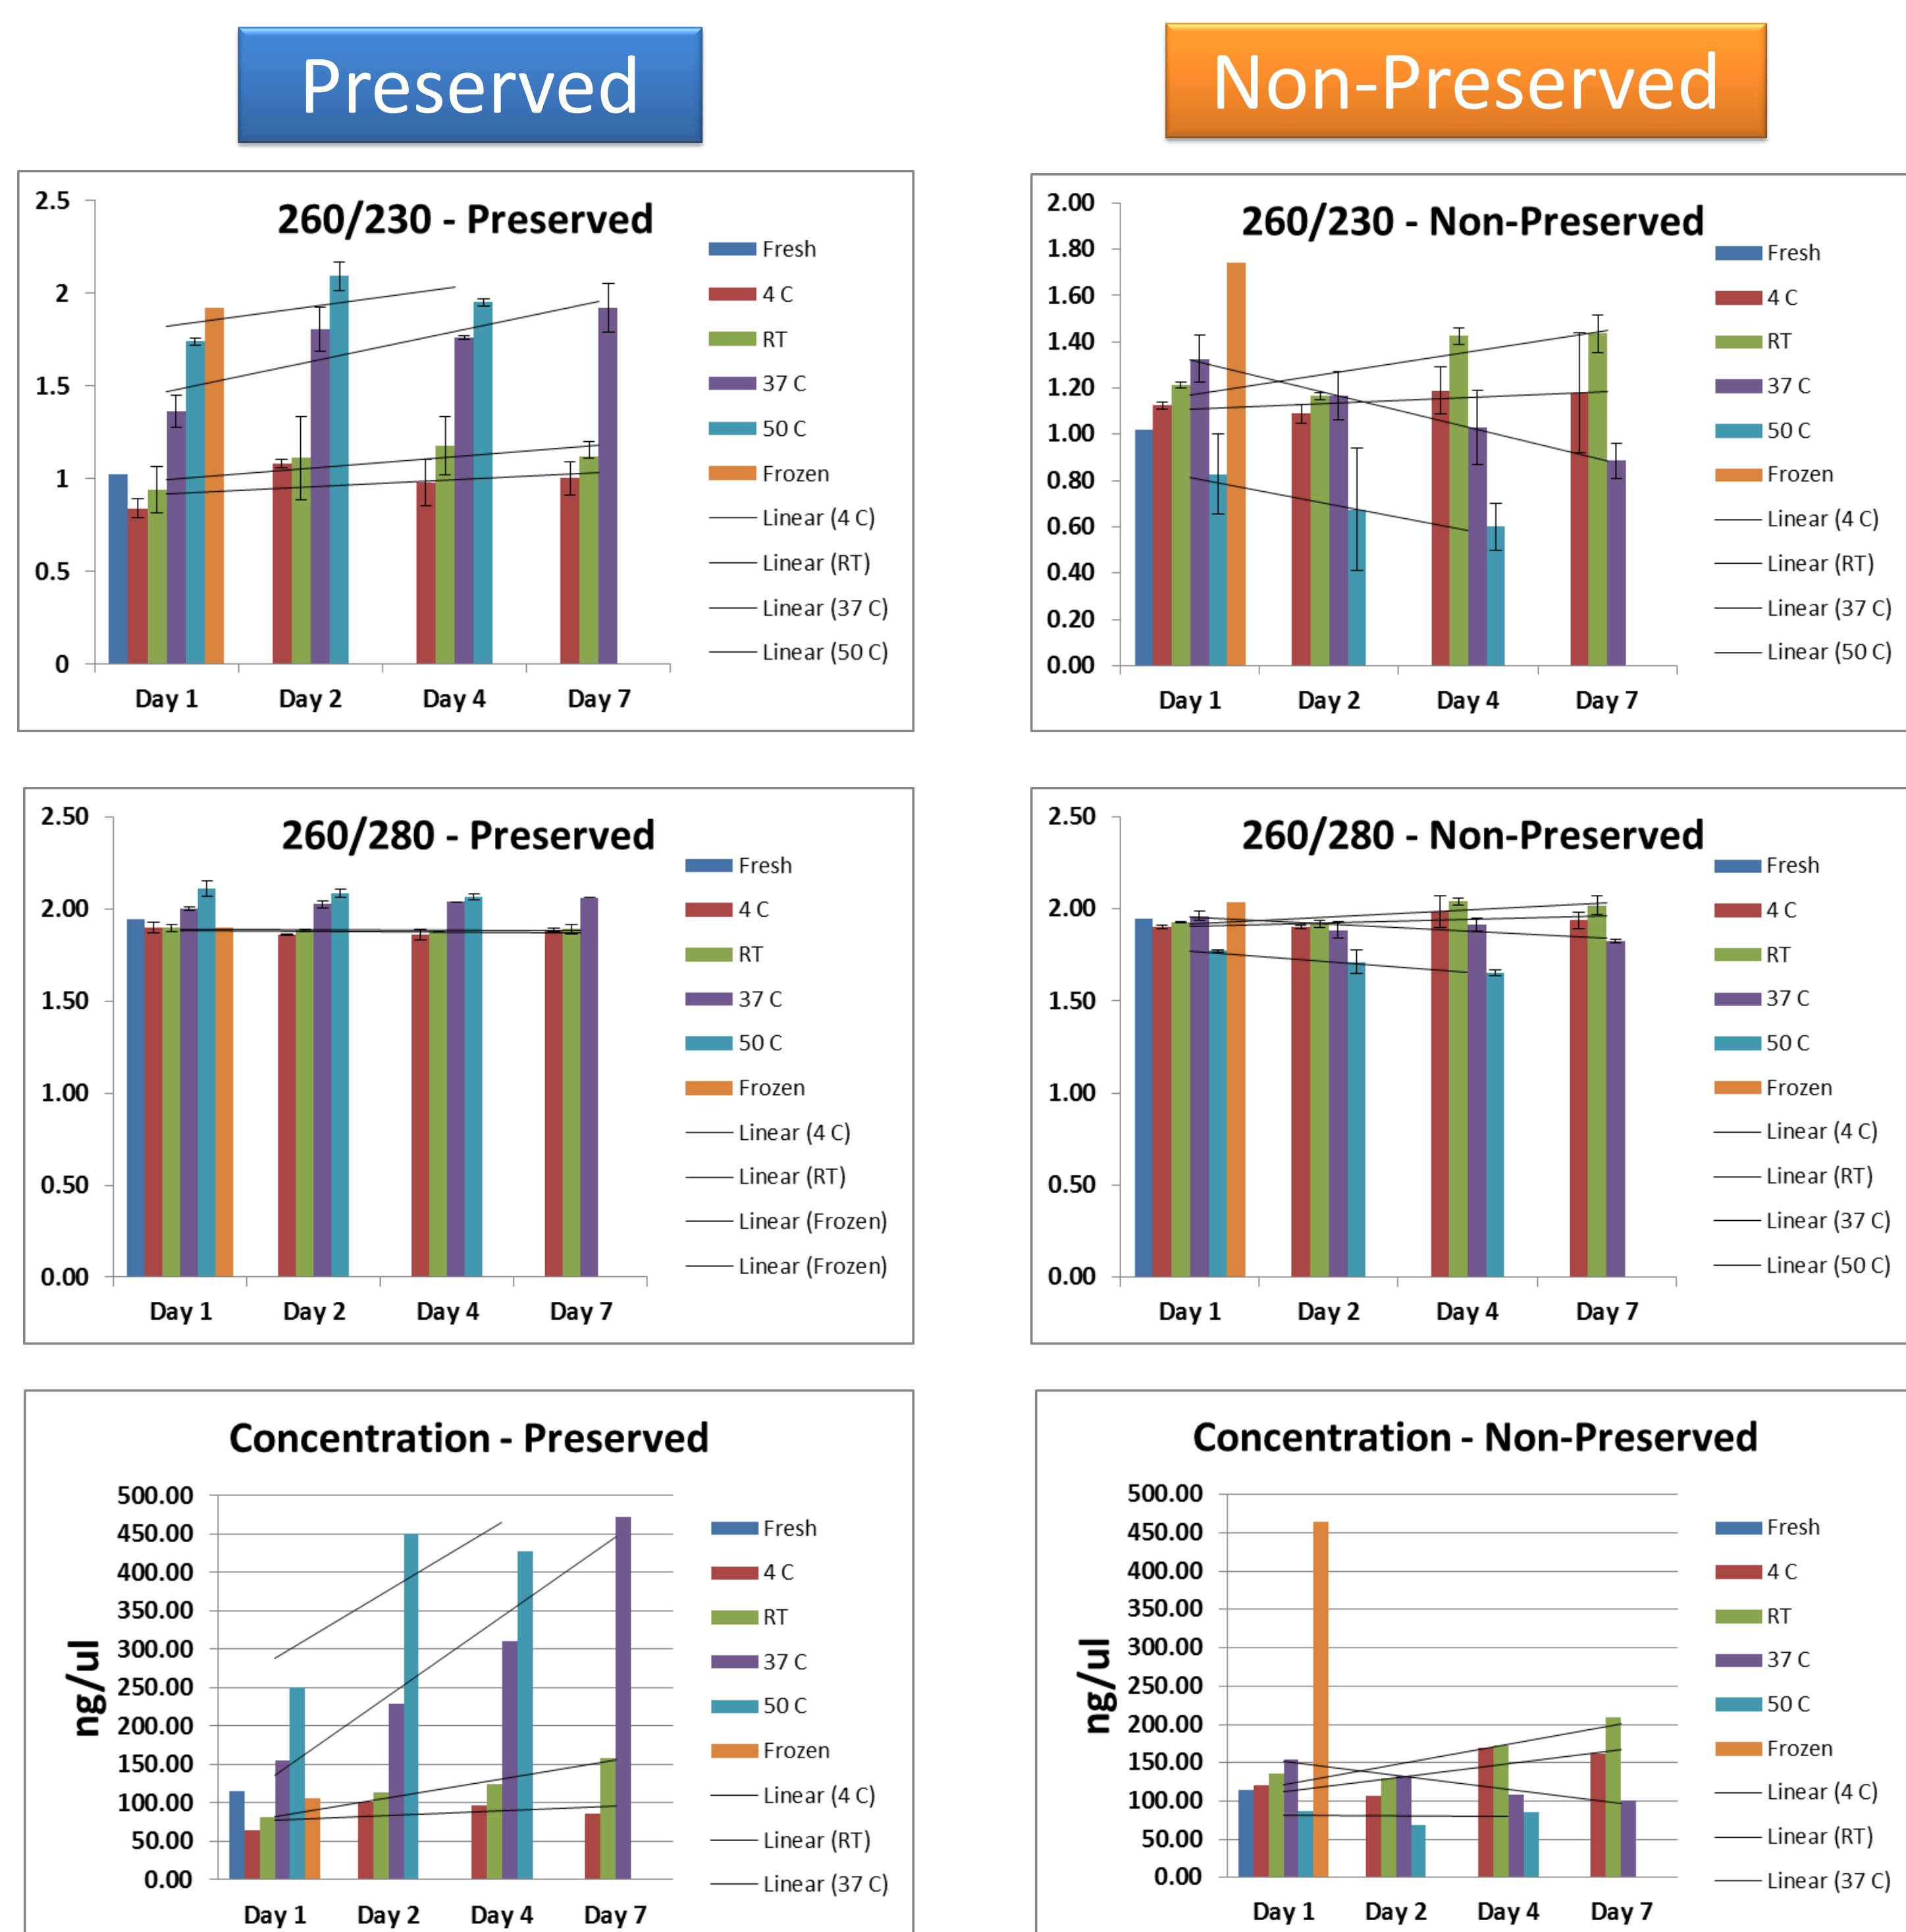 Preserved
Non-Preserved
260/230 - Preserved
2.5
2
1.5
1
0.5
0
Day 1
Day 2
Day 4
Day 7
Fresh
4 C
RT
37 C
50 C
Frozen
Linear (4 C)
Linear (RT)
Linear (37 C)
Linear (50 C)
260/230 - Non-Preserved
2.00
1.80
1.60
1.40
1.20
1.00
0.80
0.60
0.40
0.20
0.00
Day 1
Day 2
Day 4
Day 7
Fresh
4 C
RT
37 C
50 C
Frozen
Linear (4 C)
Linear (RT)
Linear (37 C)
Linear (50 C)
260/280 - Preserved
2.50
2.00
1.50
1.00
0.50
0.00
Day 1
Day 2
Day 4
Day 7
Fresh
4 C
RT
37 C
50 C
Frozen
Linear (4 C)
Linear (RT)
Linear (Frozen)
Linear (Frozen)
260/280 - Non-Preserved
2.50
2.00
1.50
1.00
0.50
0.00
Day 1
Day 2
Day 4
Day 7
Fresh
4 C
RT
37 C
50 C
Frozen
Linear (4 C)
Linear (RT)
Linear (37 C)
Linear (50 C)
Concentration - Preserved
ng/ul
500.00
450.00
400.00
350.00
300.00
250.00
200.00
150.00
100.00
50.00
0.00
Day 1
Day 2
Day 4
Day 7
Fresh
4 C
RT
37 C
50 C
Frozen
Linear (4 C)
Linear (RT)
Linear (37 C)
Concentration - Non-Preserved
ng/ul
500.00
450.00
400.00
350.00
300.00
250.00
200.00
150.00
100.00
50.00
0.00
Day 1
Day 2
Day 4
Day 7
Fresh
4 C
RT
37 C
50 C
Frozen
Linear (4 C)
Linear (RT)
Linear (37 C)